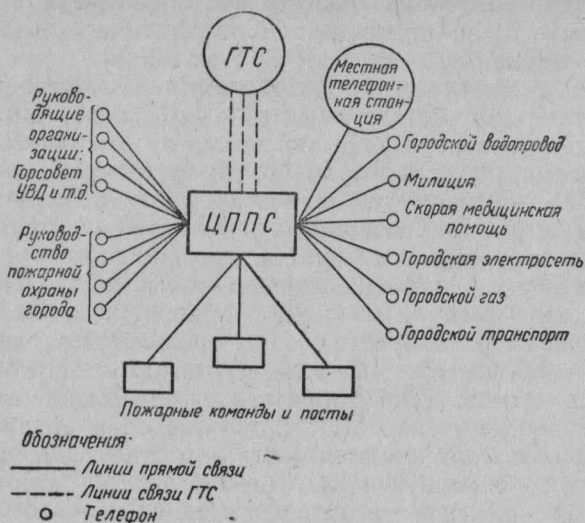 ГТС
Местная
телефон-
ная стан-
ция
Руково-
дящие
органи-
зации:
Горсовет
УВД и т.д.
Руковод-
ство
пожарной
охраны
города
ЦППС
Городской водопровод
Милиция
Скорая медицинская
помощь
Городская электросеть
Городской газ
Городской транспорт
Пожарные команды и посты
Обозначения:
Линии прямой связи
Линии связи ГТС
Телефон